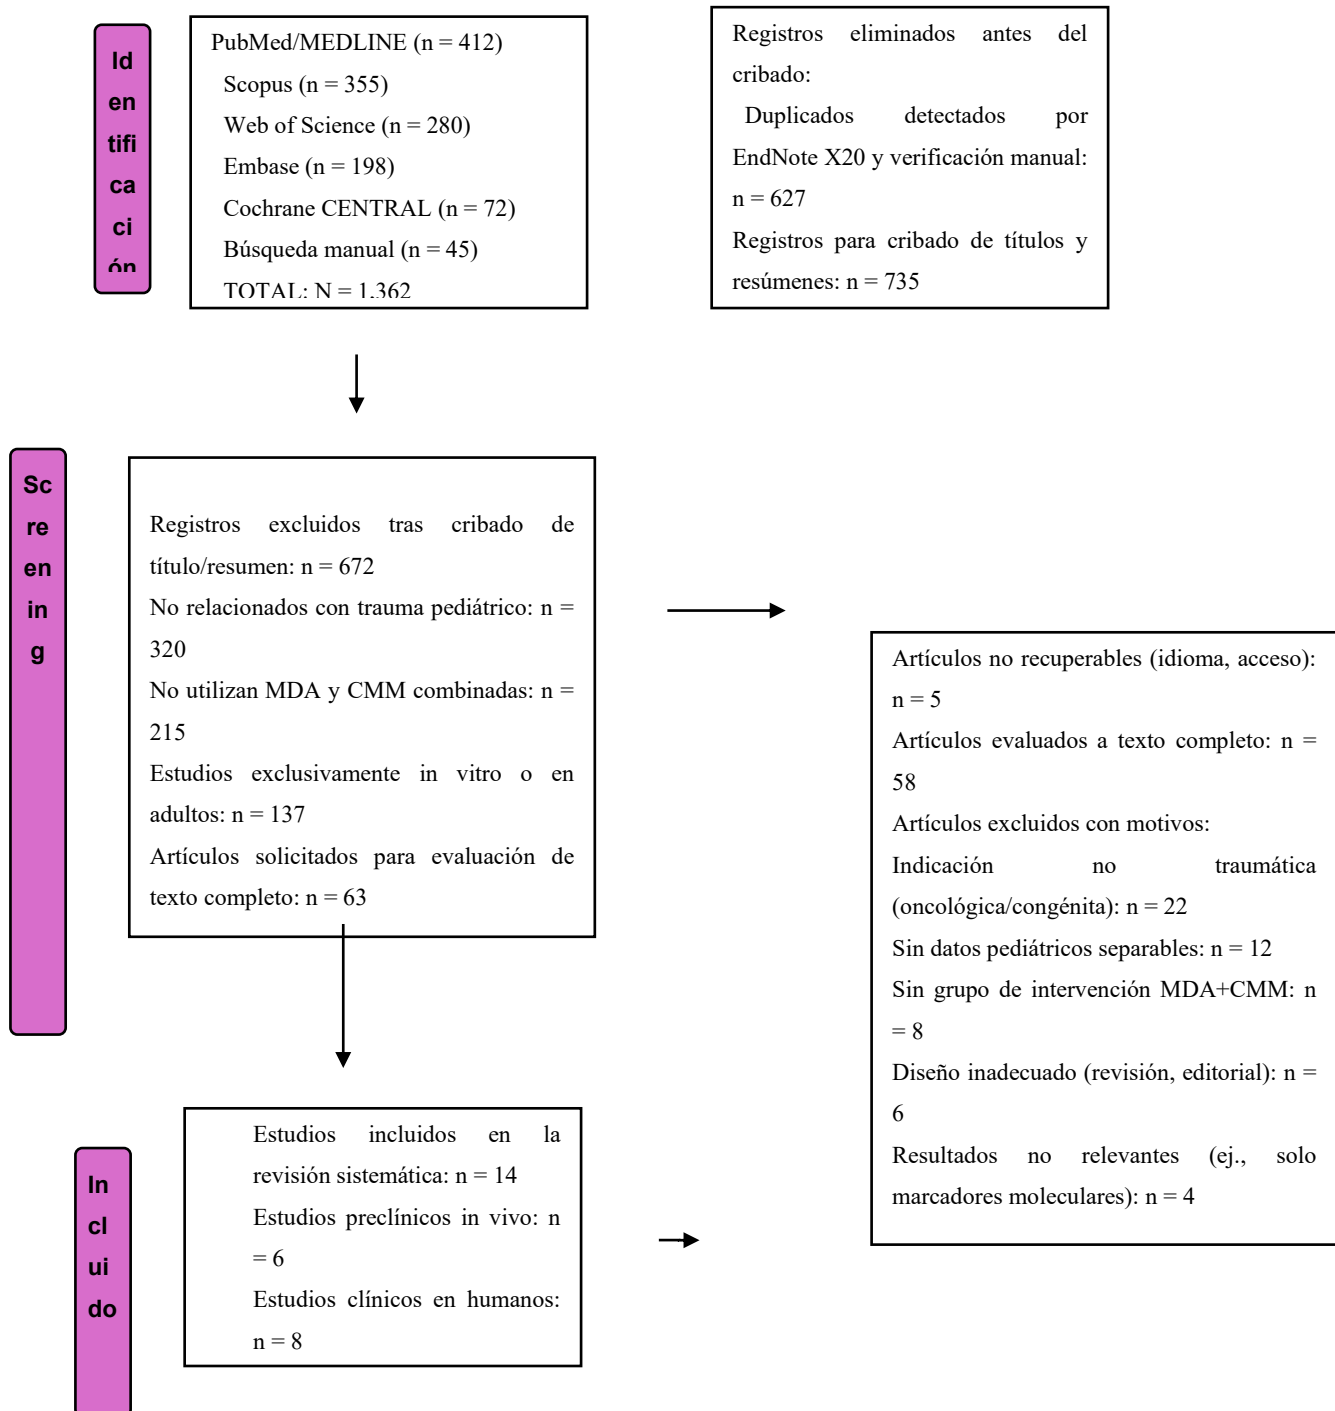 Id
en
tifi
ca
ci
ón
PubMed/MEDLINE (n = 412)
Scopus (n = 355)
Web of Science (n = 280)
Embase (n = 198)
Cochrane CENTRAL (n = 72)
Búsqueda manual (n = 45)
TOTAL: N = 1.362
Registros eliminados antes del
cribado:
Duplicados detectados por
EndNote X20 y verificación manual:
n = 627
Registros para cribado de títulos y
resúmenes: n = 735
Sc
re
en
in
g
Registros excluidos tras cribado de
título/resumen: n = 672
No relacionados con trauma pediátrico: n =
320
No utilizan MDA y CMM combinadas: n =
215
Estudios exclusivamente in vitro o en
adultos: n = 137
Artículos solicitados para evaluación de
texto completo: n = 63
Artículos no recuperables (idioma, acceso):
n = 5
Artículos evaluados a texto completo: n =
58
Artículos excluidos con motivos:
Indicación no traumática
(oncológica/congénita): n = 22
Sin datos pediátricos separables: n = 12
Sin grupo de intervención MDA+CMM: n
= 8
Diseño inadecuado (revisión, editorial): n =
6
Resultados no relevantes (ej., solo
marcadores moleculares): n = 4
In
cl
ui
do
Estudios incluidos en la
revisión sistemática: n = 14
Estudios preclínicos in vivo: n
= 6
Estudios clínicos en humanos:
n = 8